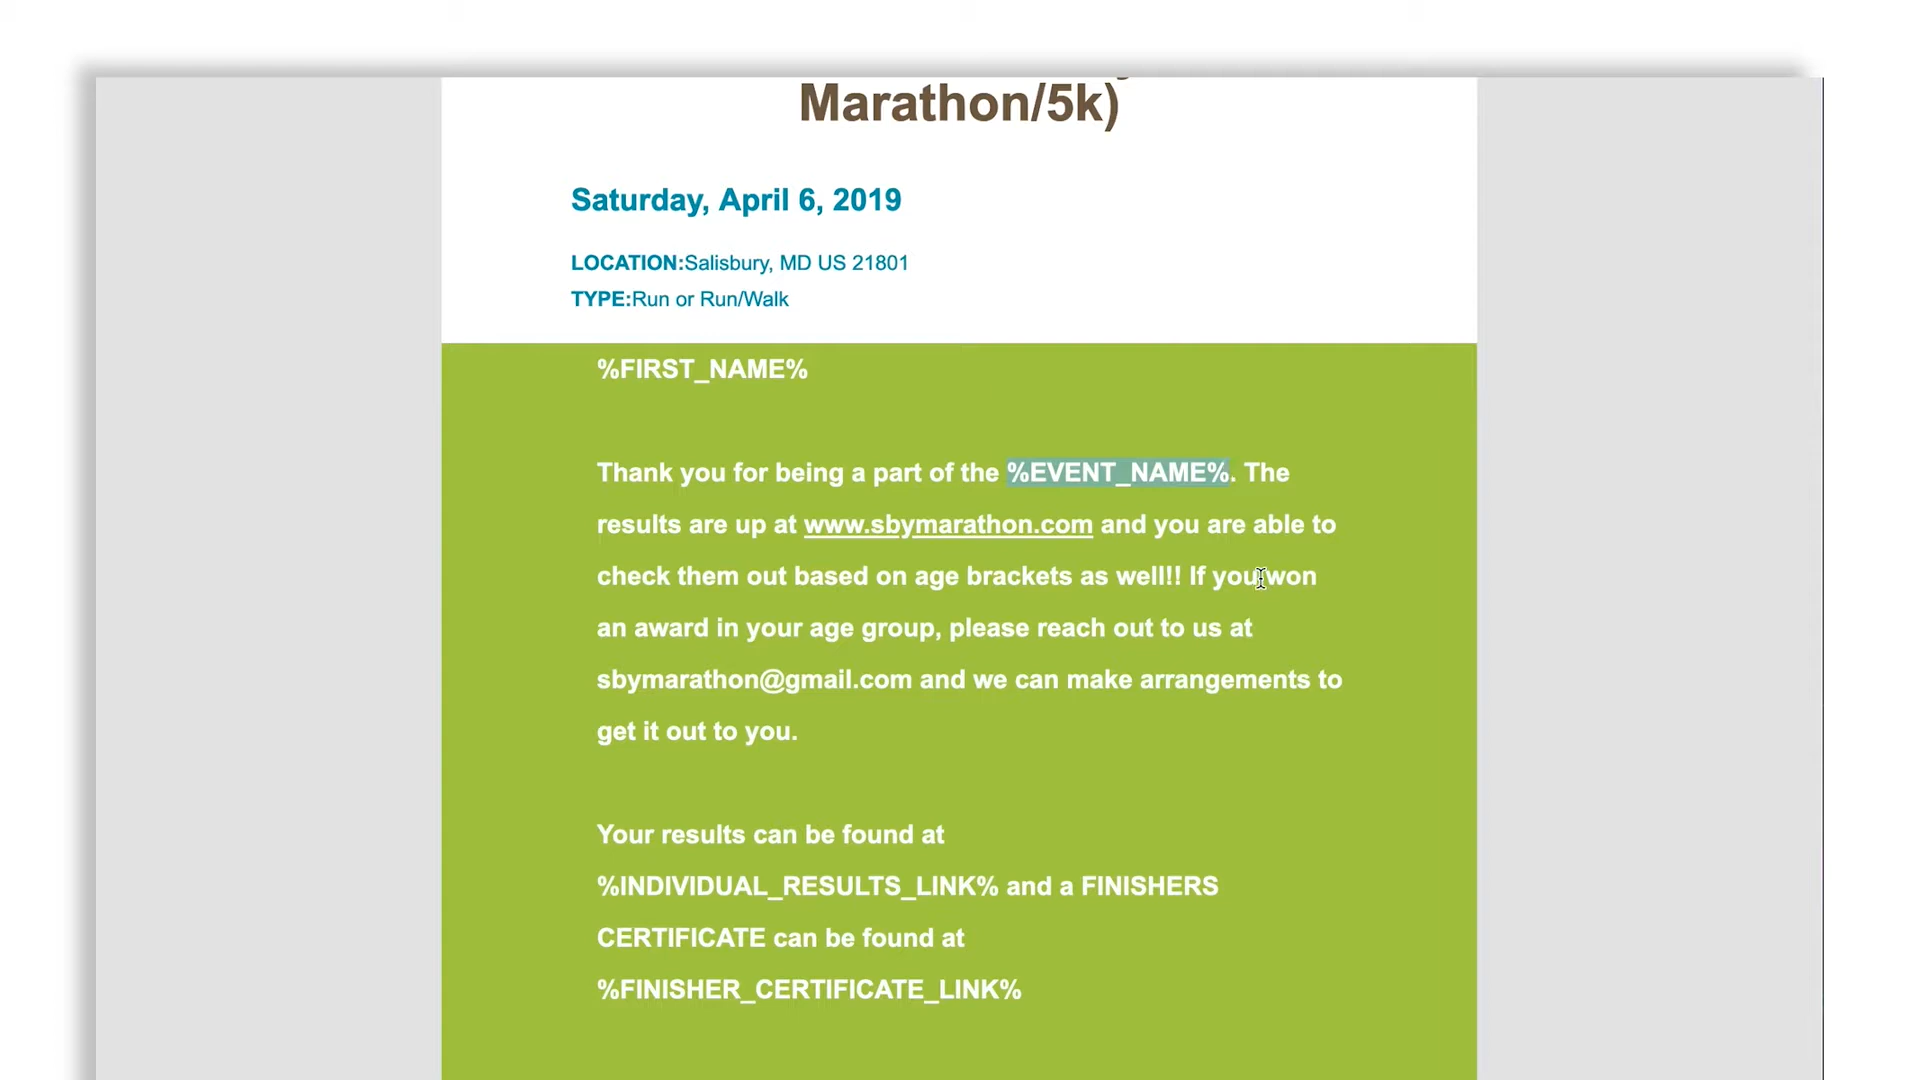 Marathon/5k)
Saturday, April 6, 2019
LOCATION:Salisbury, MD US 21801
TYPE:Run or Run/Walk
%FIRST_NAME%
Thank you for being a part of the %EVENT_NAME%. The
results are up at www.sbymarathon.com and you are able to
check them out based on age brackets as well!! If you won
an award in your age group, please reach out to us at
sbymarathon@gmail.com and we can make arrangements to
get it out to you.
Your results can be found at
%INDIVIDUAL_RESULTS_LINK% and a FINISHERS
CERTIFICATE can be found at
%FINISHER_CERTIFICATE_LINK%